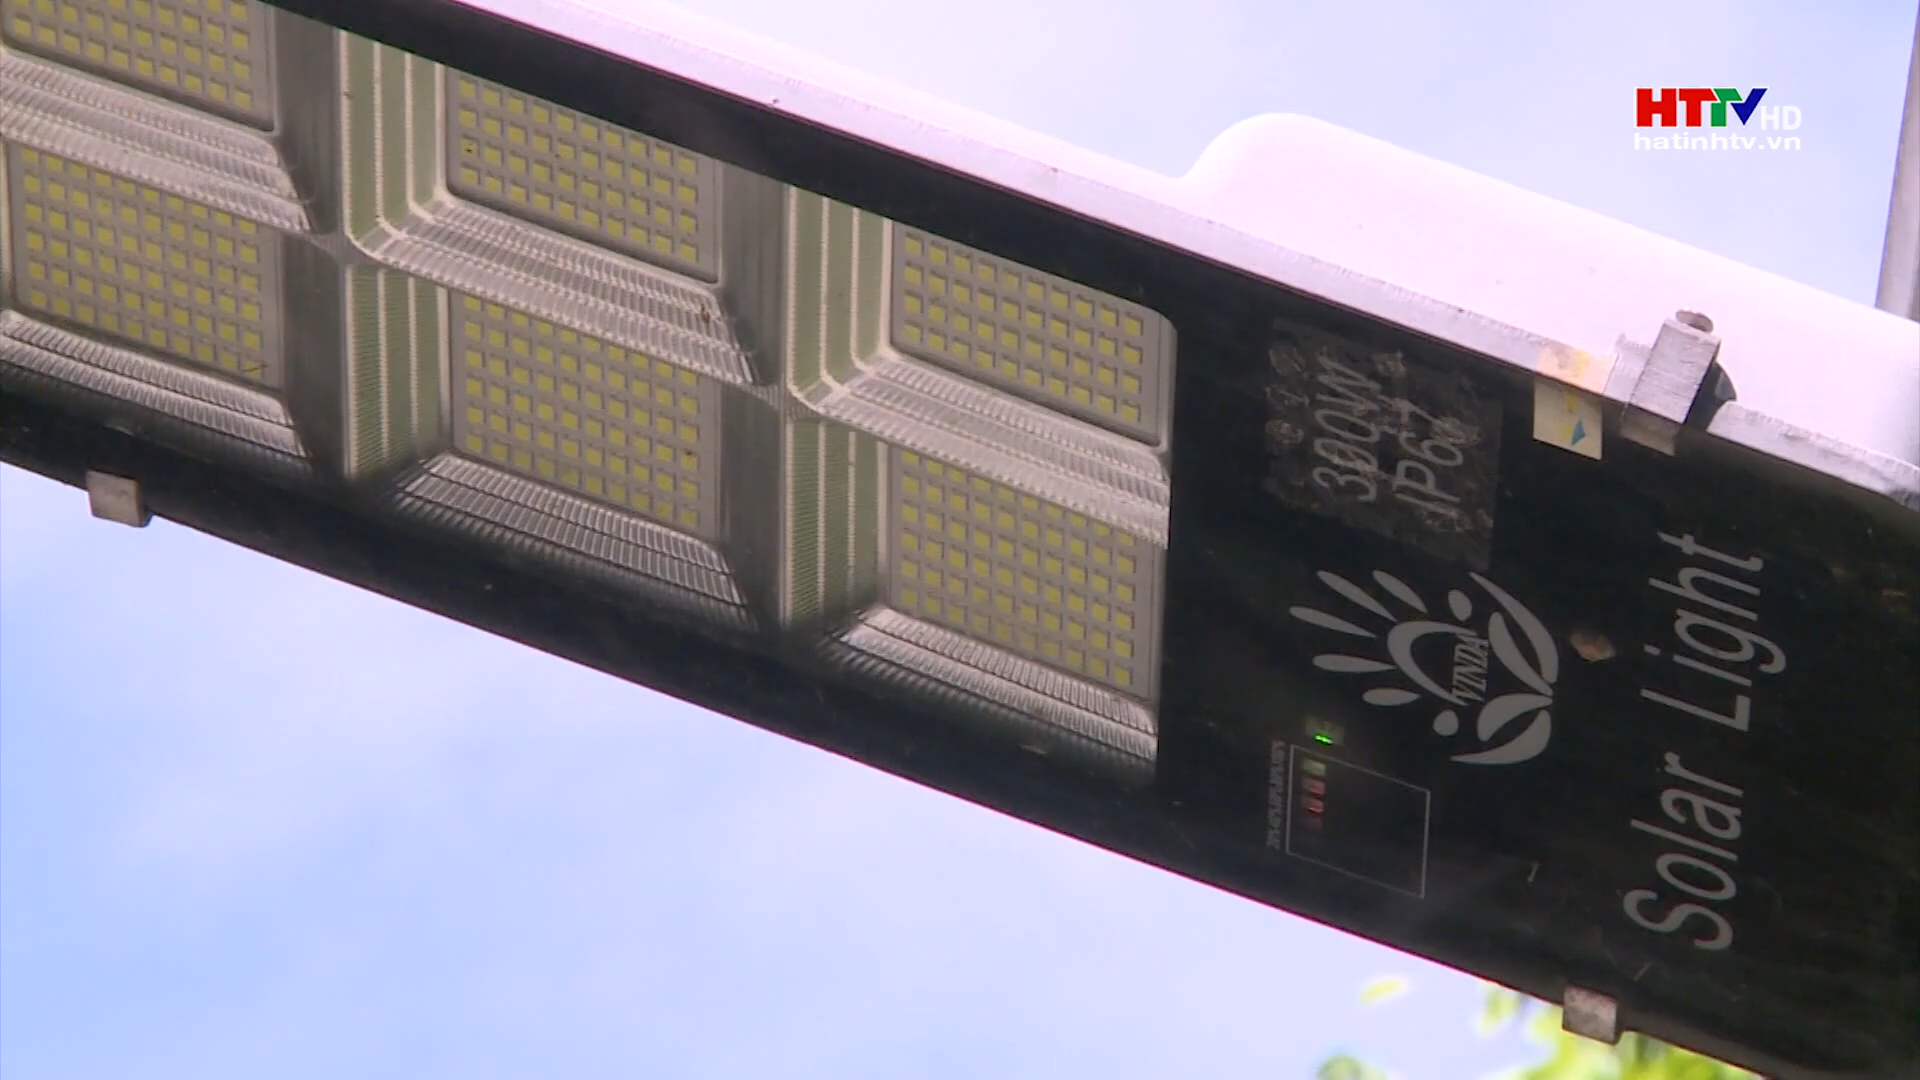 HTTV HD
hatinhtv.vn
300W
IP67
VINDA
Solar Light